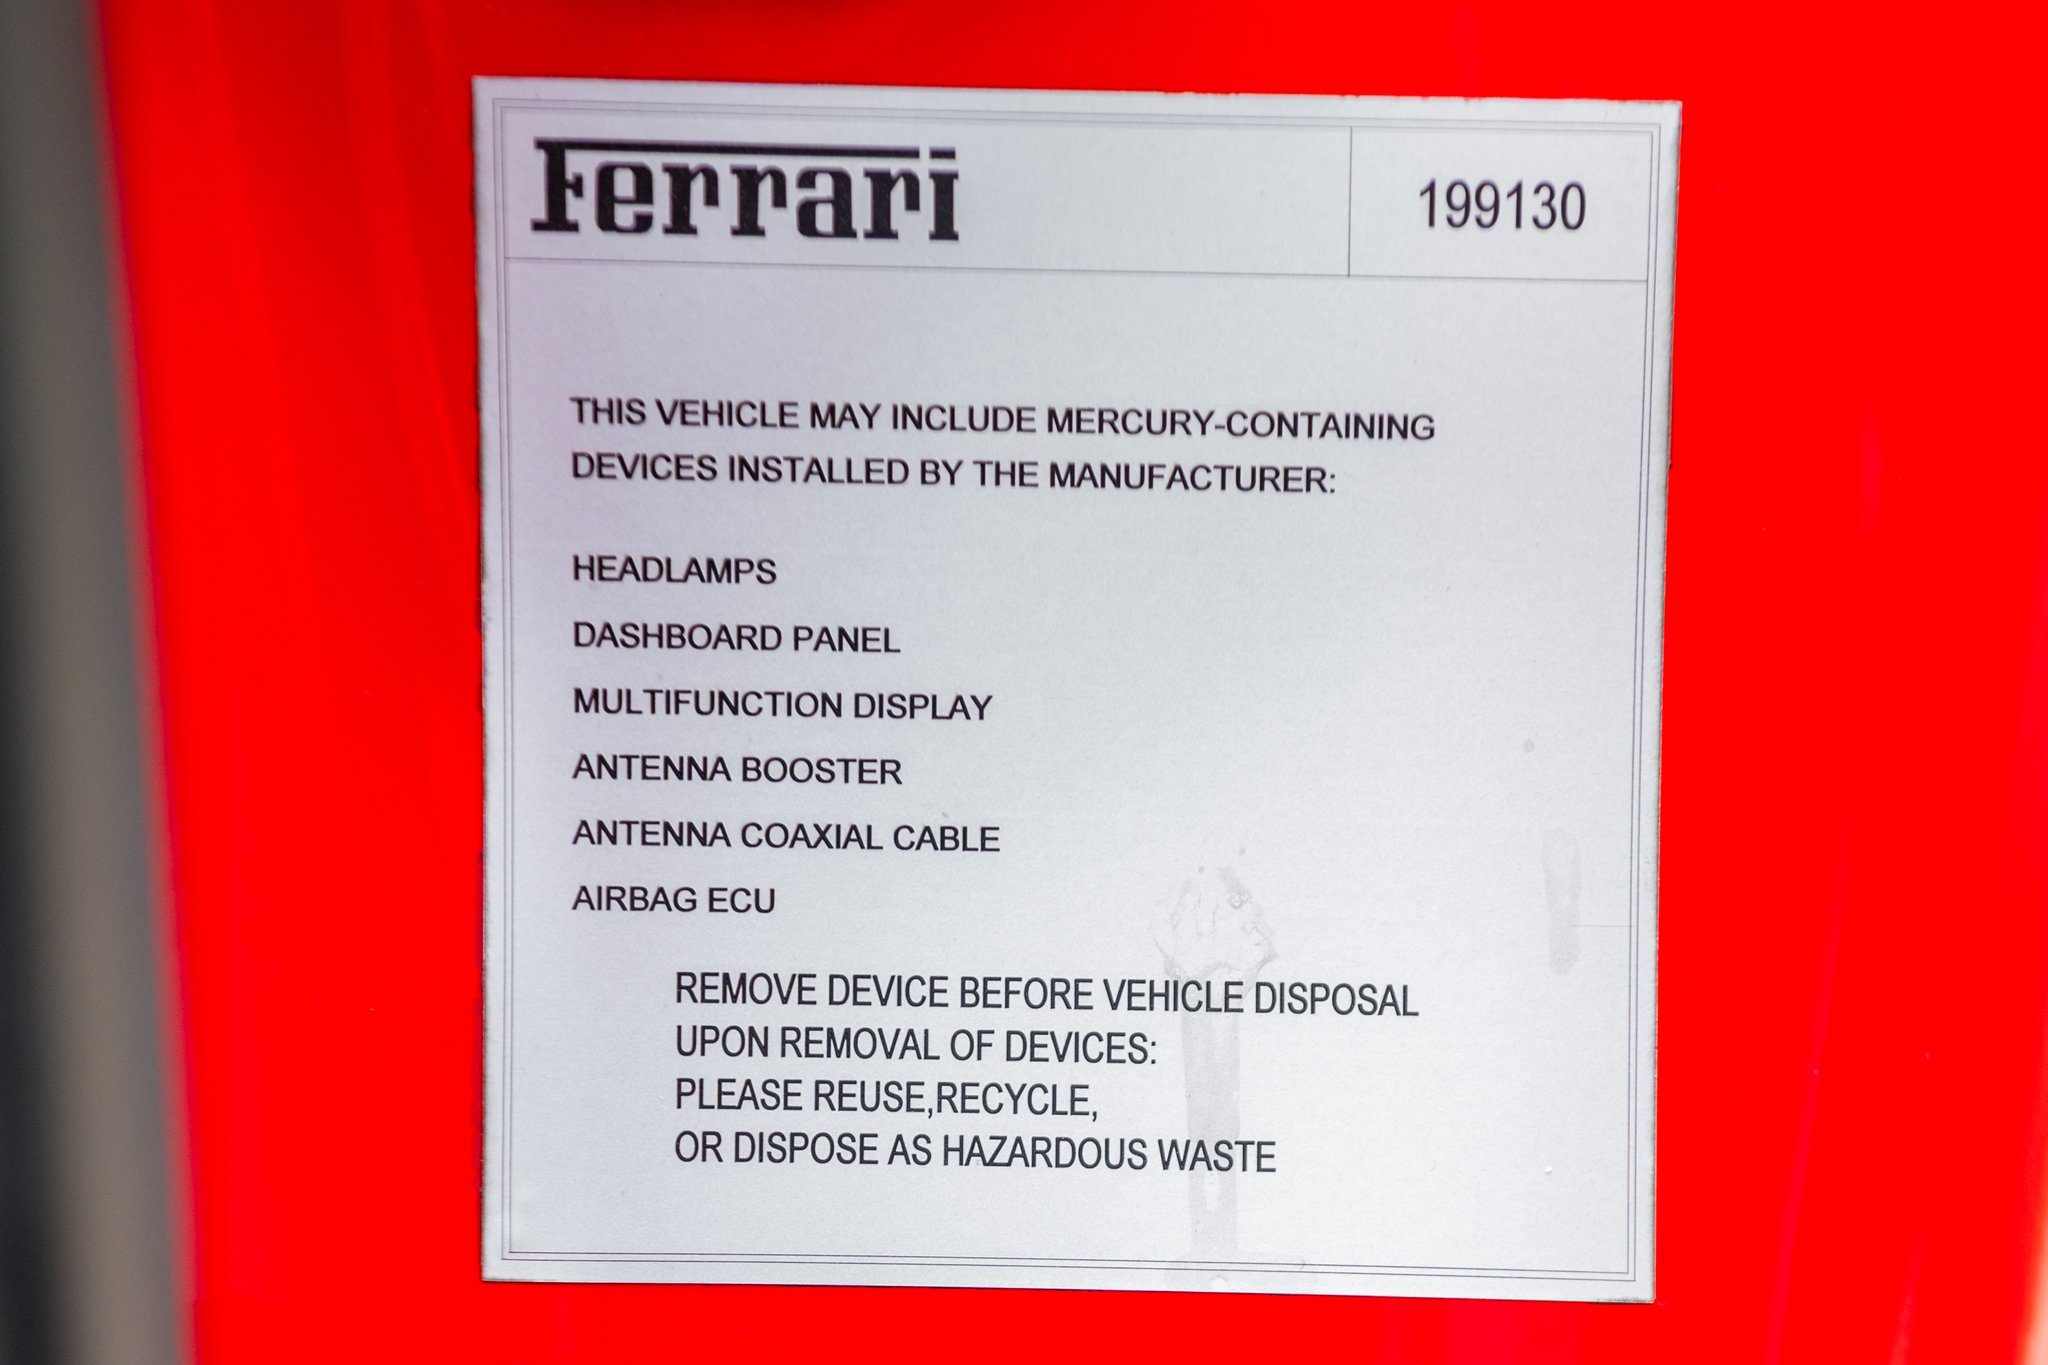 Ferrari
199130
THIS VEHICLE MAY INCLUDE MERCURY-CONTAINING
DEVICES INSTALLED BY THE MANUFACTURER:
HEADLAMPS
DASHBOARD PANEL
MULTIFUNCTION DISPLAY
ANTENNA BOOSTER
ANTENNA COAXIAL CABLE
AIRBAG ECU
REMOVE DEVICE BEFORE VEHICLE DISPOSAL
UPON REMOVAL OF DEVICES:
PLEASE REUSE,RECYCLE,
OR DISPOSE AS HAZARDOUS WASTE